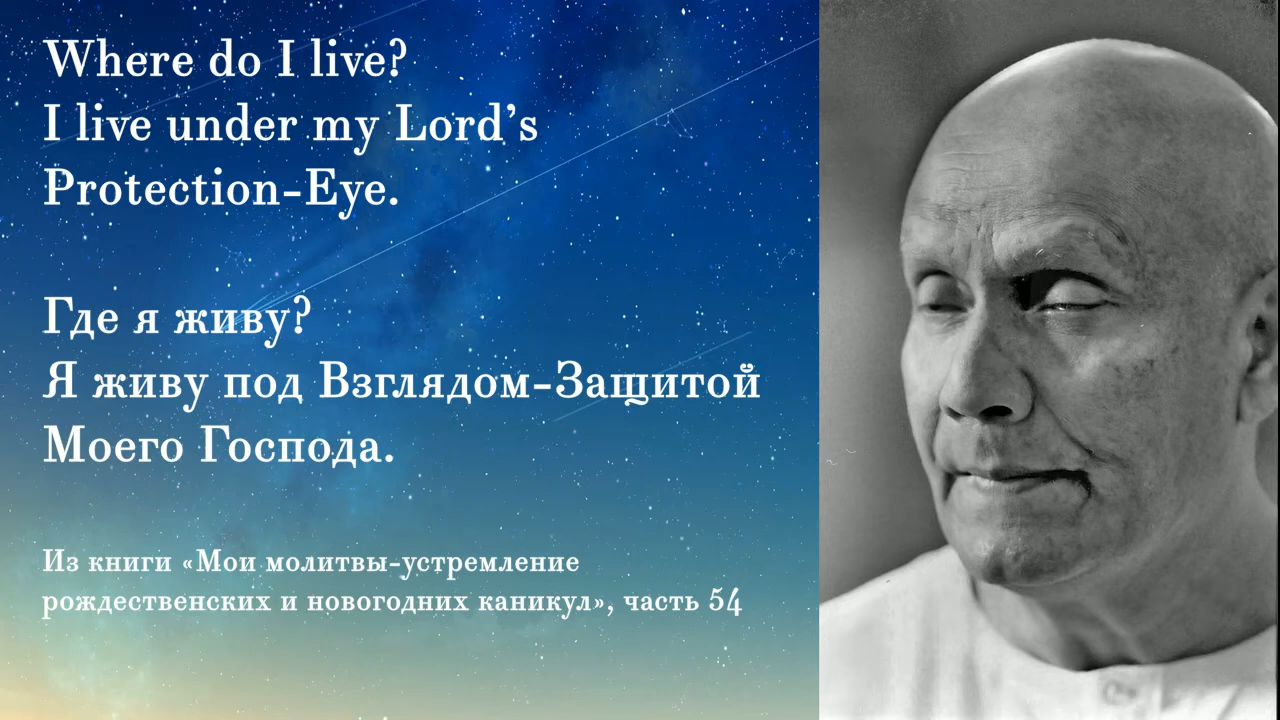 Where do I live?
I live under my Lord’s
Protection-Eye.
Где я живу?
Я живу под Взглядом-Защитой
Моего Господа.
Из книги «Мои молитвы-устремление
рождественских и новогодних каникул», часть 54